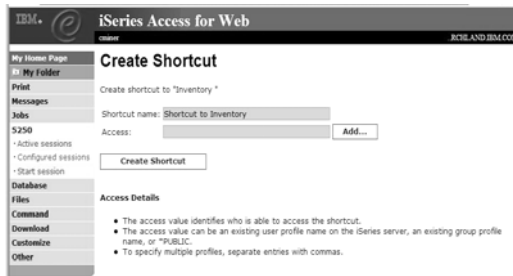 IBM.
iSeries Access for Web
cminer
RCHLAND.IBM.COM
My Home Page
My Folder
Print
Messages
Jobs
5250
• Active sessions
• Configured sessions
• Start session
Database
Files
Command
Download
Customize
Other
Create Shortcut
Create shortcut to "Inventory "
Shortcut name: Shortcut to Inventory
Access: Add...
Create Shortcut
Access Details
• The access value identifies who is able to access the shortcut.
• The access value can be an existing user profile name on the iSeries server, an existing group profile
name, or *PUBLIC.
• To specify multiple profiles, separate entries with commas.